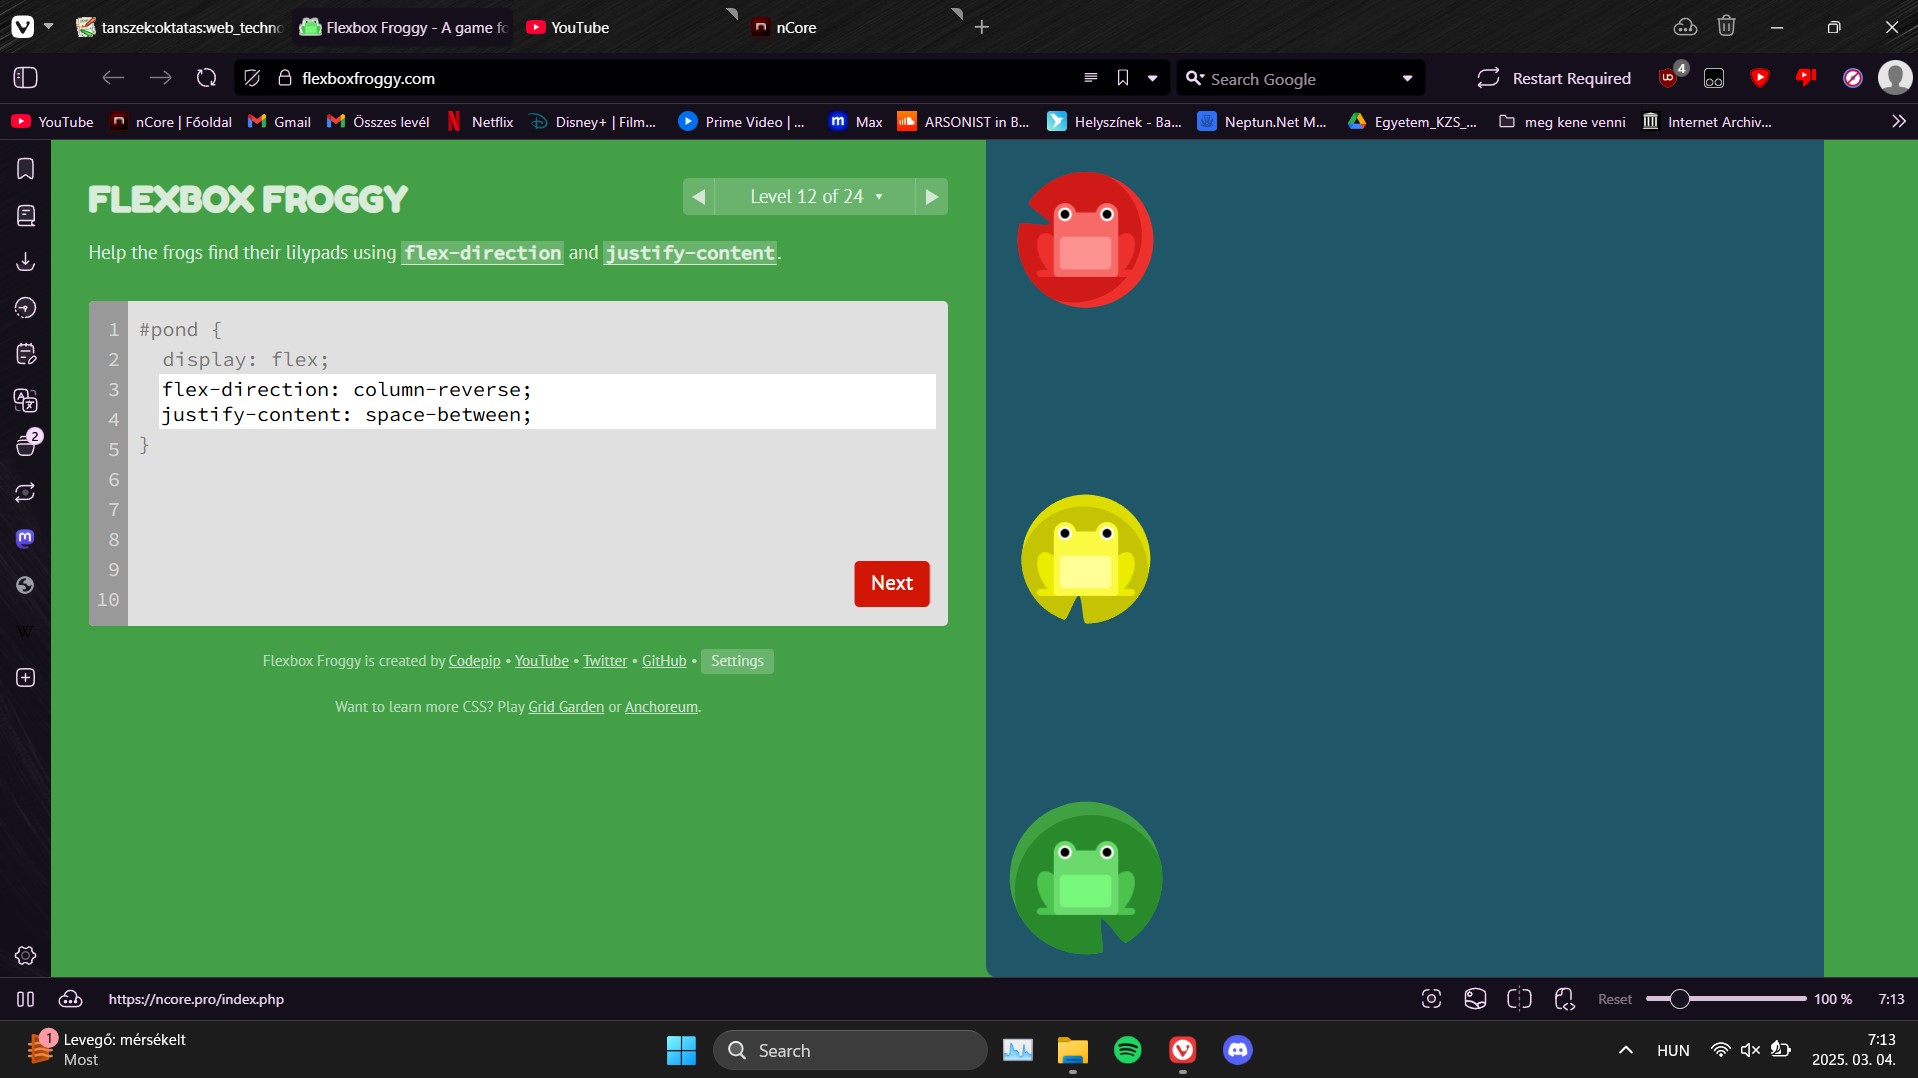 tanszek:oktatas:web_techno
Flexbox Froggy - A game fo
YouTube
nCore
flexboxfroggy.com
Search Google
Restart Required
4
YouTube
nCore | Főoldal
Gmail
Összes levél
Netflix
Disney+ | Film...
Prime Video | ...
Max
ARSONIST in B...
Helyszínek - Ba...
Neptun.Net M...
Egyetem_KZS_...
meg kene venni
Internet Archiv...
FLEXBOX FROGGY
Level 12 of 24
Help the frogs find their lilypads using flex-direction and justify-content.
1 #pond {
2 display: flex;
3 flex-direction: column-reverse;
4 justify-content: space-between;
5 }
6
7
8
9
10
Next
Flexbox Froggy is created by Codepip • YouTube • Twitter • GitHub • Settings
Want to learn more CSS? Play Grid Garden or Anchoreum.
2
W
https://ncore.pro/index.php
Reset
100 %
7:13
1
Levegő: mérsékelt
Most
Search
HUN
7:13
2025. 03. 04.